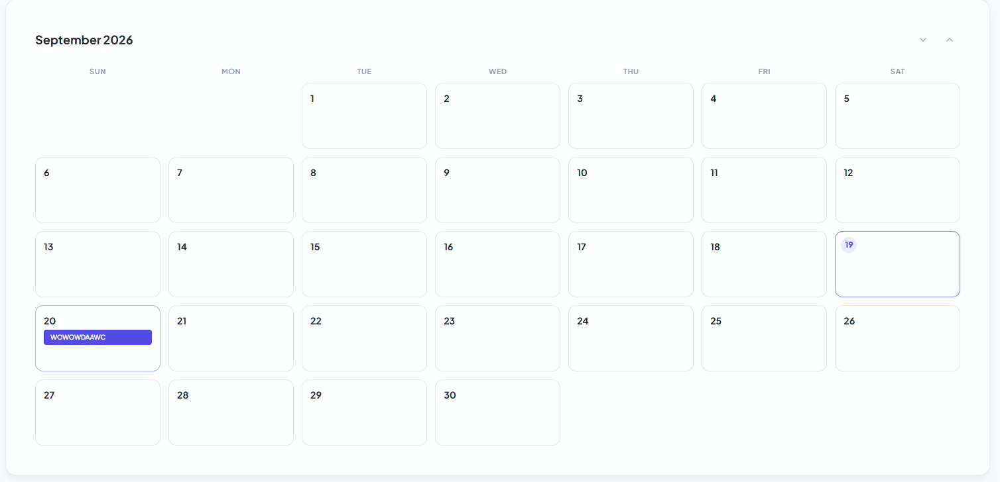 September 2026
SUN MON TUE WED THU FRI SAT
1 2 3 4 5
6 7 8 9 10 11 12
13 14 15 16 17 18 19
20 21 22 23 24 25 26
WOWOWDAAWC
27 28 29 30